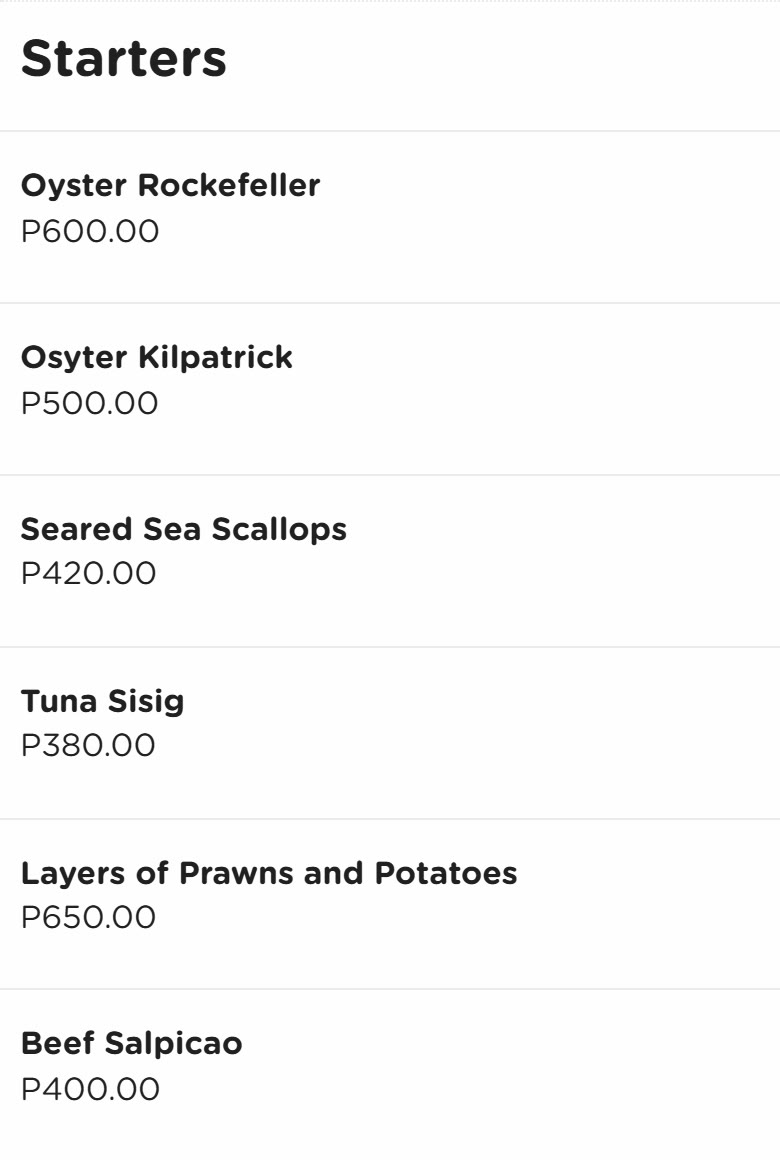 Starters
Oyster Rockefeller
P600.00
Osyter Kilpatrick
P500.00
Seared Sea Scallops
P420.00
Tuna Sisig
P380.00
Layers of Prawns and Potatoes
P650.00
Beef Salpicao
P400.00